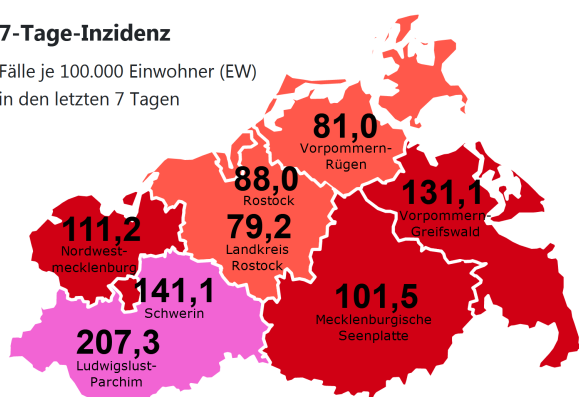 7-Tage-Inzidenz
Fälle je 100.000 Einwohner (EW)
in den letzten 7 Tagen
81,0
Vorpommern-
Rügen
88,0
Rostock
79,2
Landkreis
Rostock
131,1
Vorpommern-
Greifswald
111,2
Nordwest-
mecklenburg
141,1
Schwerin
101,5
Mecklenburgische
Seenplatte
207,3
Ludwigslust-
Parchim